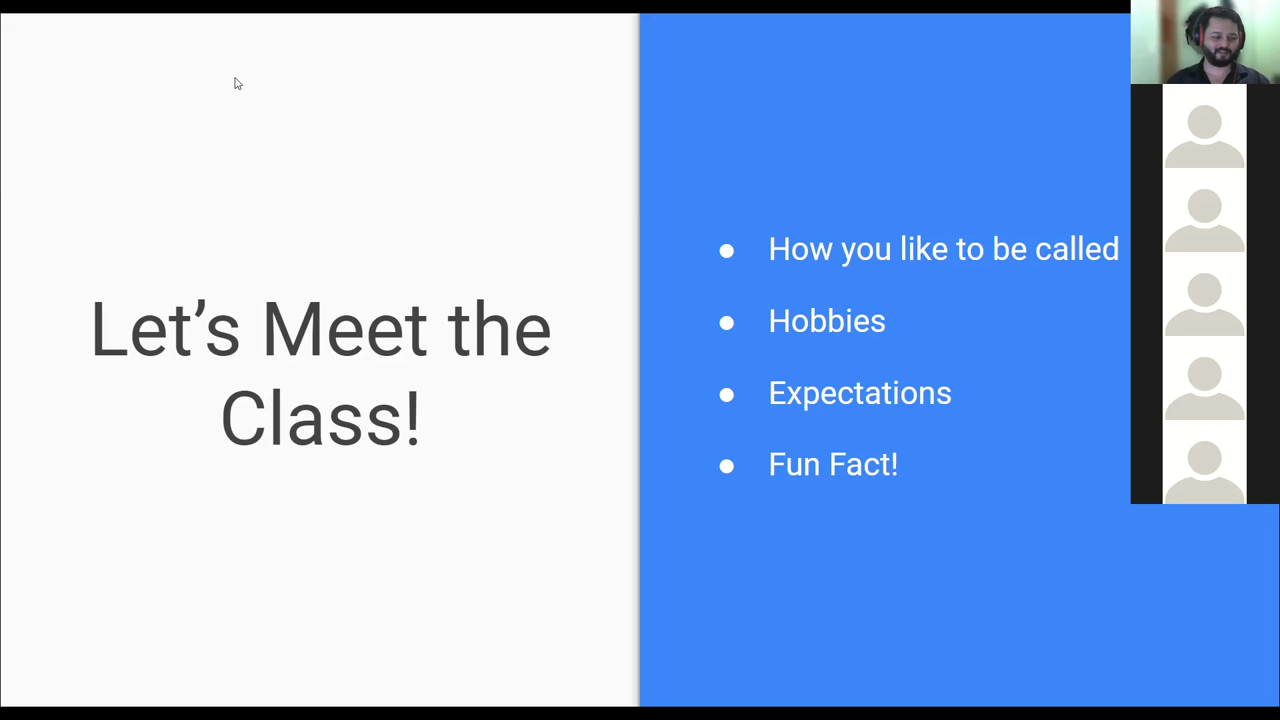 Let’s Meet the
Class!
● How you like to be called
● Hobbies
● Expectations
● Fun Fact!